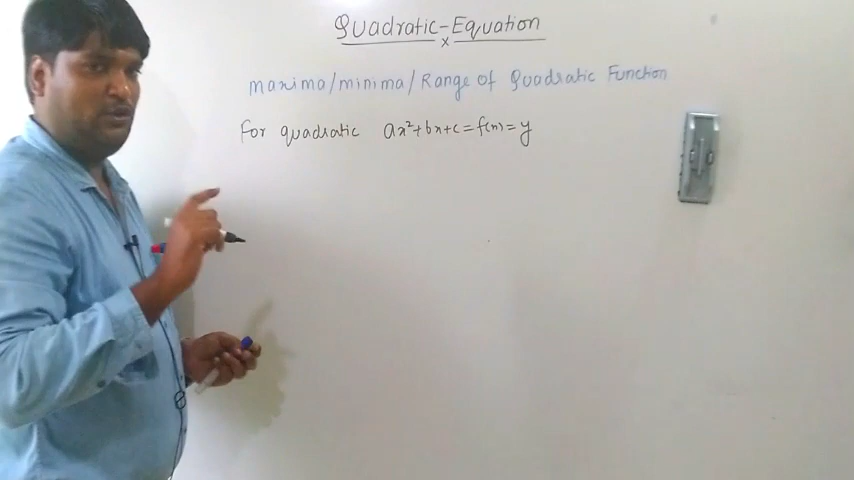 Quadratic-Equation
x
maxima/minima/Range of Quadratic Function
For quadratic ax²+bx+c=f(x)=y